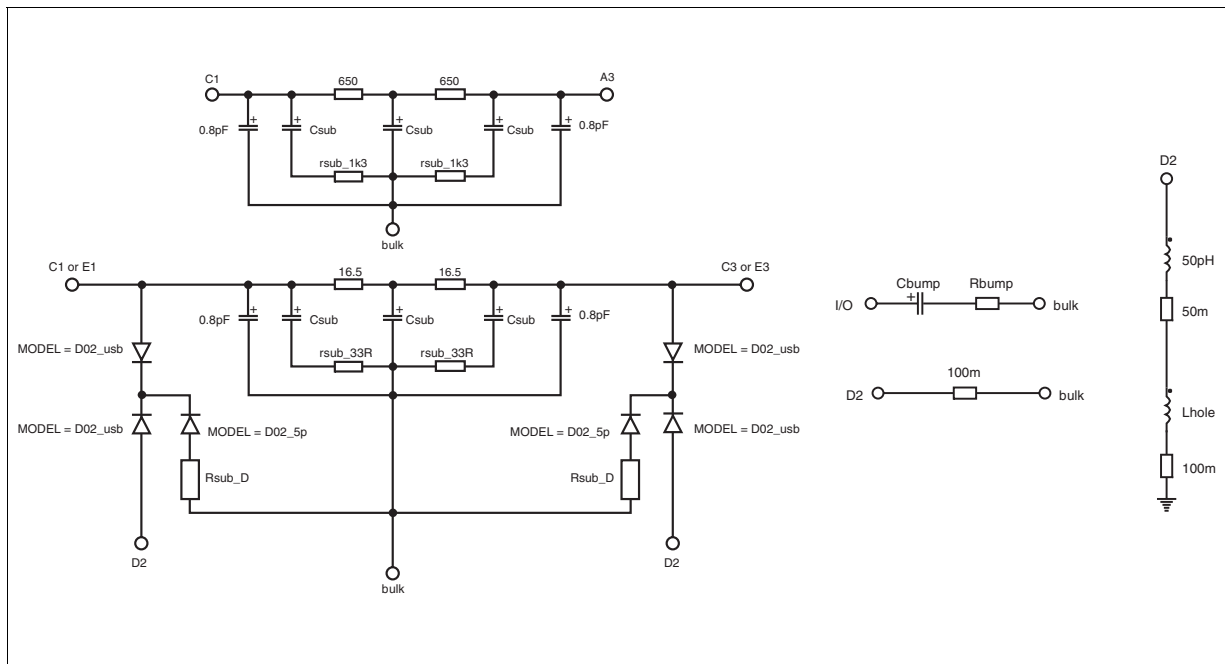 C1
650
650
A3
0.8pF
+
+
Csub
+
Csub
+
Csub
+
0.8pF
rsub_1k3
rsub_1k3
bulk
C1 or E1
16.5
16.5
C3 or E3
0.8pF
+
+
Csub
+
Csub
+
Csub
+
0.8pF
MODEL = D02_usb
rsub_33R
rsub_33R
MODEL = D02_usb
MODEL = D02_usb
MODEL = D02_5p
MODEL = D02_5p
MODEL = D02_usb
Rsub_D
Rsub_D
D2
bulk
D2
Cbump
Rbump
I/O
+
bulk
100m
D2
bulk
D2
50pH
50m
Lhole
100m